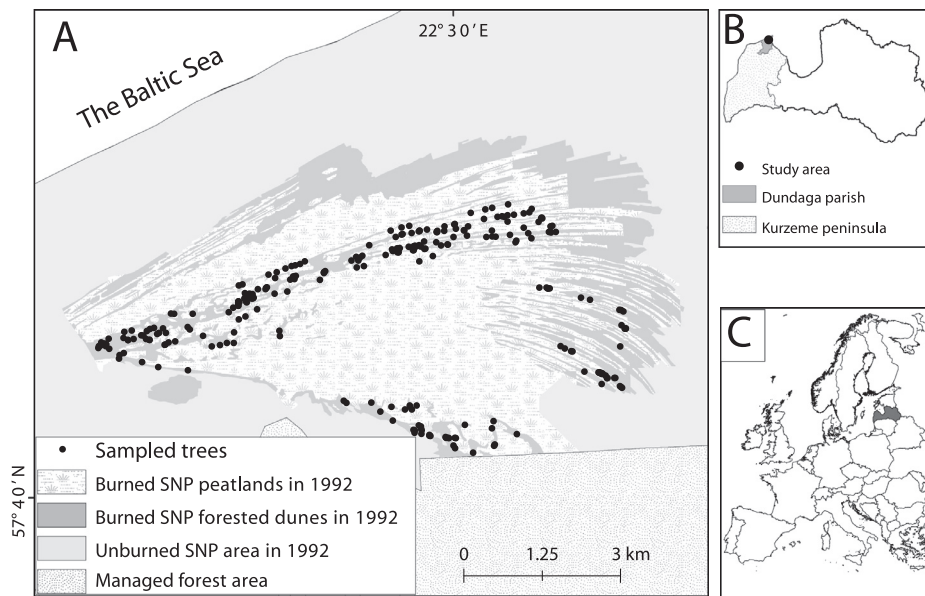 A
22° 30′ E
The Baltic Sea
Sampled trees
Burned SNP peatlands in 1992
Burned SNP forested dunes in 1992
Unburned SNP area in 1992
Managed forest area
57° 40′ N
0 1.25 3 km
B
Study area
Dundaga parish
Kurzeme peninsula
C